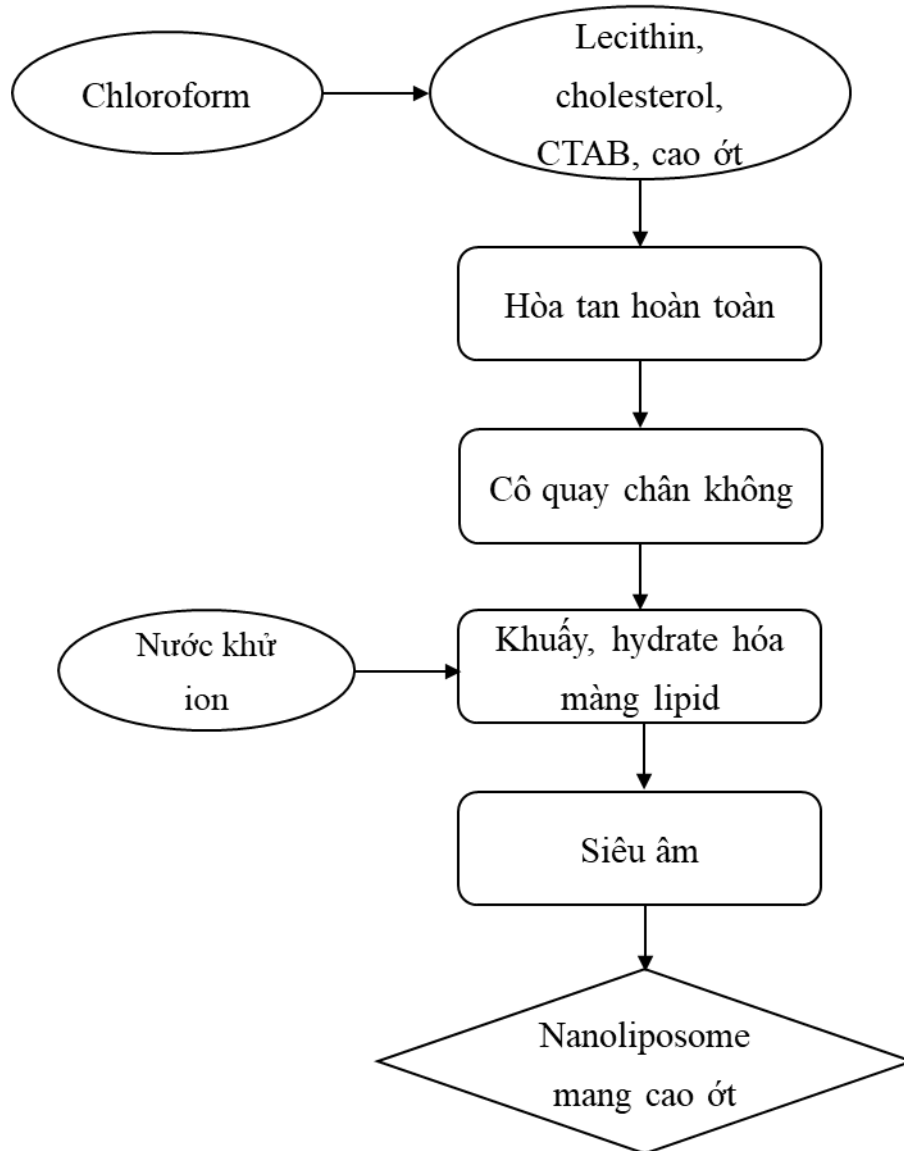 Chloroform
Lecithin,
cholesterol,
CTAB, cao ớt
Hòa tan hoàn toàn
Cô quay chân không
Nước khử
ion
Khuấy, hydrate hóa
màng lipid
Siêu âm
Nanoliposome
mang cao ớt